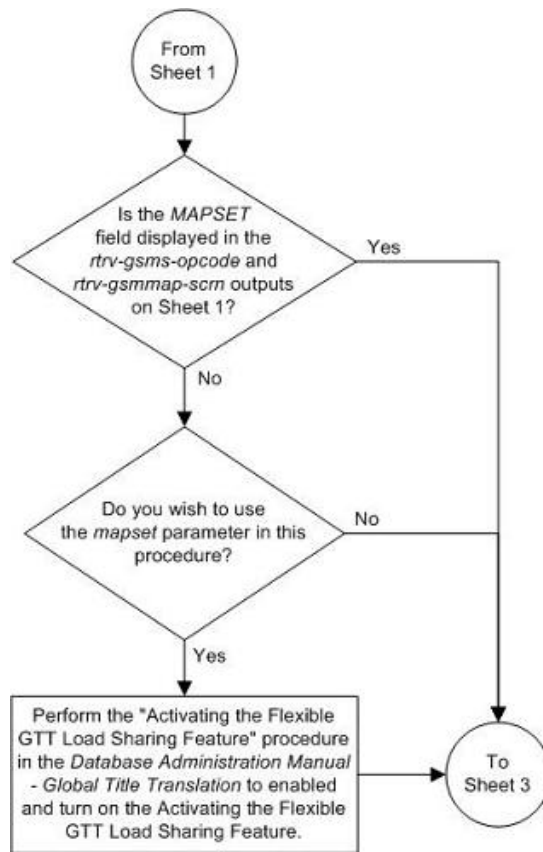 From
Sheet 1
Is the MAPSET
field displayed in the
rtrv-gsms-opcode and
rtrv-gsmmap-scrn outputs
on Sheet 1?
Yes
No
Do you wish to use
the mapset parameter in this
procedure?
No
Yes
Perform the "Activating the Flexible
GTT Load Sharing Feature" procedure
in the Database Administration Manual
- Global Title Translation to enabled
and turn on the Activating the Flexible
GTT Load Sharing Feature.
To
Sheet 3